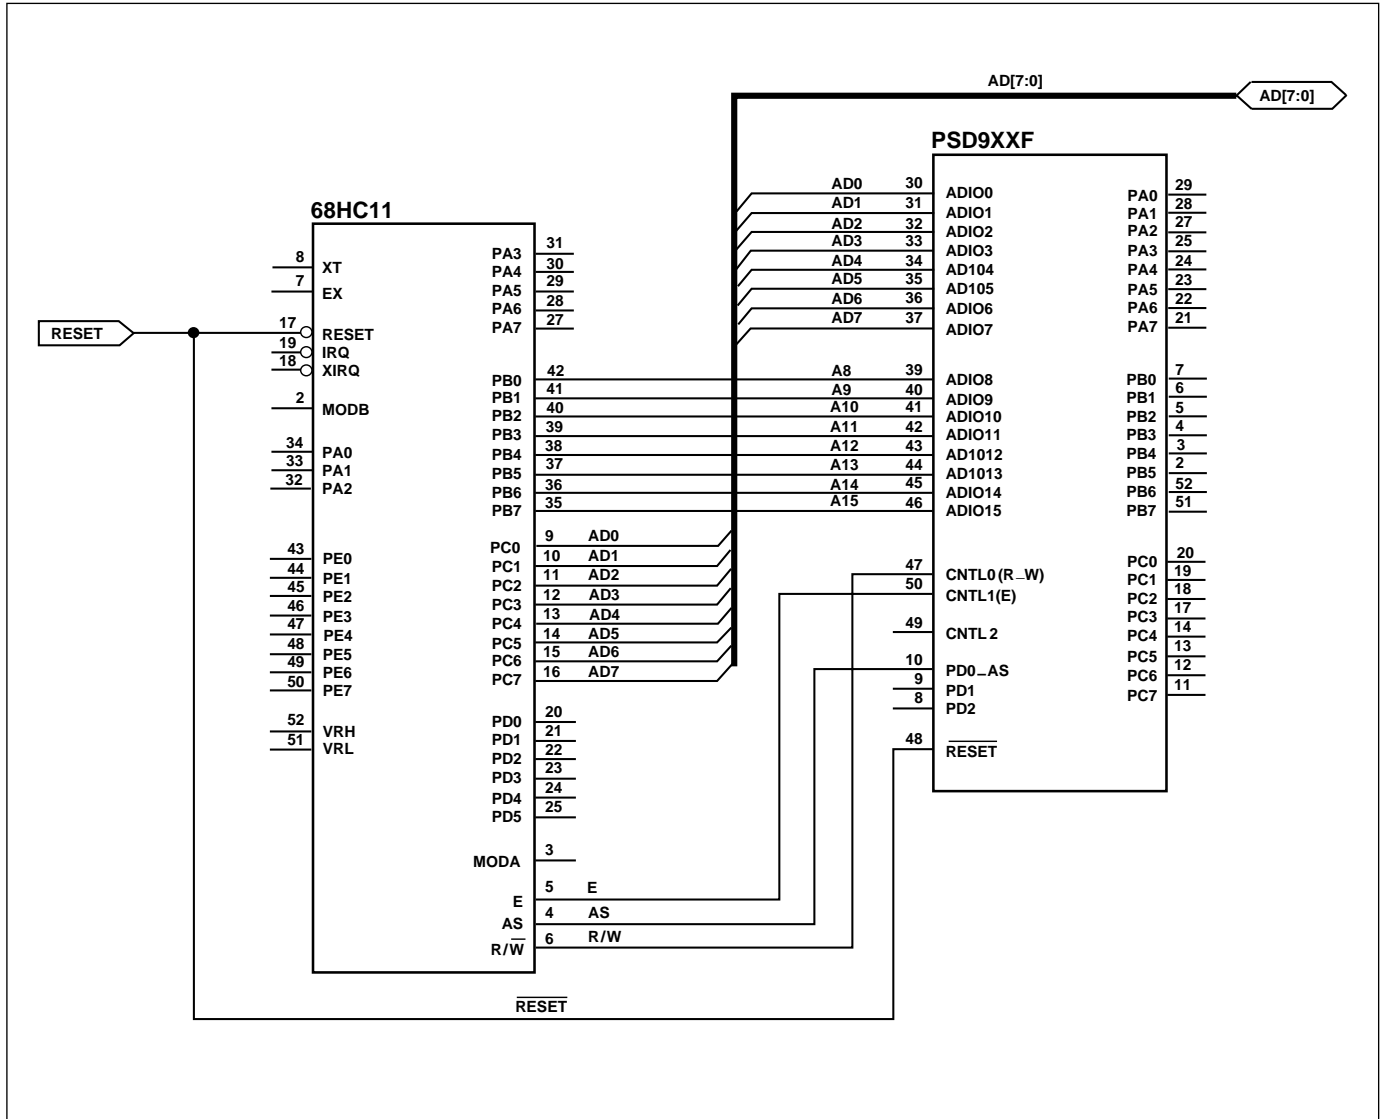 AD[7:0]
AD[7:0]
PSD9XXF
68HC11
RESET
8 XT
7 EX
17 RESET
19 IRQ
18 XIRQ
2 MODB
34 PA0
33 PA1
32 PA2
43 PE0
44 PE1
45 PE2
46 PE3
47 PE4
48 PE5
49 PE6
50 PE7
52 VRH
51 VRL
PA3 31
PA4 30
PA5 29
PA6 28
PA7 27
PB0 42
PB1 41
PB2 40
PB3 39
PB4 38
PB5 37
PB6 36
PB7 35
PC0 9 AD0
PC1 10 AD1
PC2 11 AD2
PC3 12 AD3
PC4 13 AD4
PC5 14 AD5
PC6 15 AD6
PC7 16 AD7
PD0 20
PD1 21
PD2 22
PD3 23
PD4 24
PD5 25
MODA 3
E 5 E
AS 4 AS
R/W 6 R/W
RESET
AD0 30 ADIO0
AD1 31 ADIO1
AD2 32 ADIO2
AD3 33 ADIO3
AD4 34 AD104
AD5 35 AD105
AD6 36 ADIO6
AD7 37 ADIO7
A8 39 ADIO8
A9 40 ADIO9
A10 41 ADIO10
A11 42 ADIO11
A12 43 AD1012
A13 44 AD1013
A14 45 ADIO14
A15 46 ADIO15
47 CNTL0(R_W)
50 CNTL1(E)
49 CNTL 2
10 PD0_AS
9 PD1
8 PD2
48 RESET
PA0 29
PA1 28
PA2 27
PA3 25
PA4 24
PA5 23
PA6 22
PA7 21
PB0 7
PB1 6
PB2 5
PB3 4
PB4 3
PB5 2
PB6 52
PB7 51
PC0 20
PC1 19
PC2 18
PC3 17
PC4 14
PC5 13
PC6 12
PC7 11